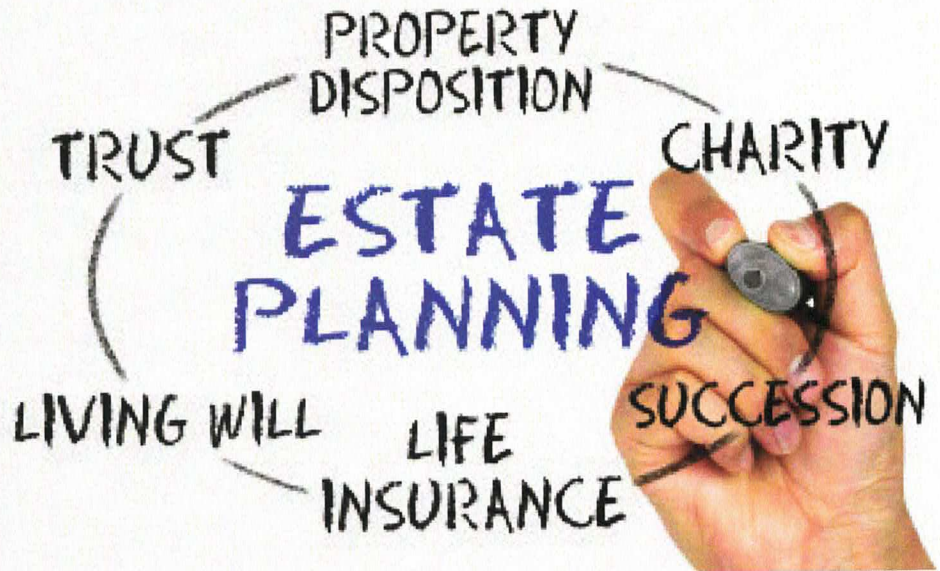 PROPERTY
DISPOSITION
TRUST
CHARITY
ESTATE
PLANNING
LIVING WILL
LIFE
INSURANCE
SUCCESSION